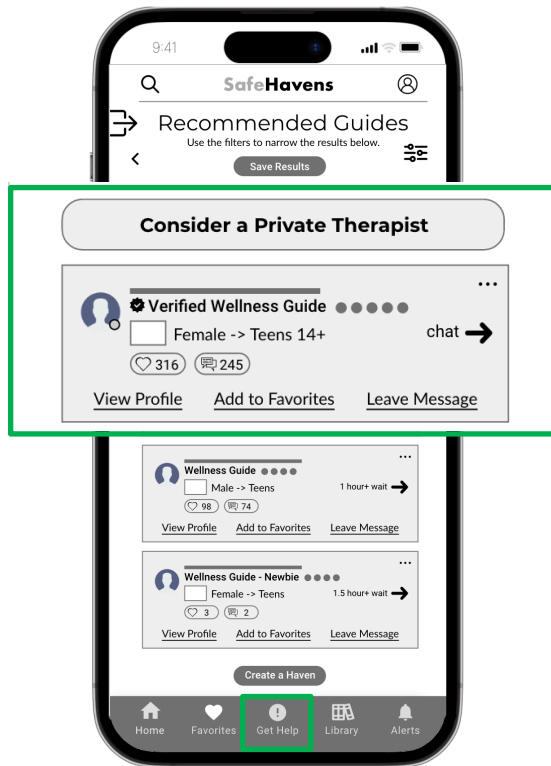 9:41
SafeHavens
Recommended Guides
Use the filters to narrow the results below.
Save Results
Consider a Private Therapist
Verified Wellness Guide
Female -> Teens 14+
chat
316 245
View Profile Add to Favorites Leave Message
Wellness Guide
Male -> Teens
1 hour+ wait
98 74
View Profile Add to Favorites Leave Message
Wellness Guide - Newbie
Female -> Teens
1.5 hour+ wait
3 2
View Profile Add to Favorites Leave Message
Create a Haven
Home Favorites Get Help Library Alerts